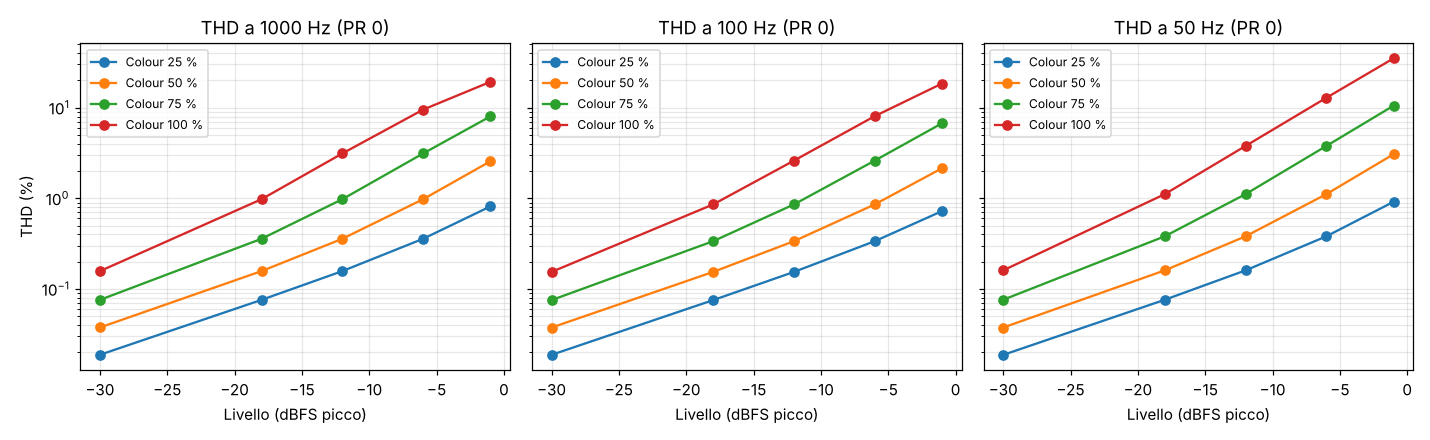 THD a 1000 Hz (PR 0)
Colour 25 %
Colour 50 %
Colour 75 %
Colour 100 %
THD (%)
10¹
10⁰
10⁻¹
−30 −25 −20 −15 −10 −5 0
Livello (dBFS picco)
THD a 100 Hz (PR 0)
Colour 25 %
Colour 50 %
Colour 75 %
Colour 100 %
−30 −25 −20 −15 −10 −5 0
Livello (dBFS picco)
THD a 50 Hz (PR 0)
Colour 25 %
Colour 50 %
Colour 75 %
Colour 100 %
−30 −25 −20 −15 −10 −5 0
Livello (dBFS picco)